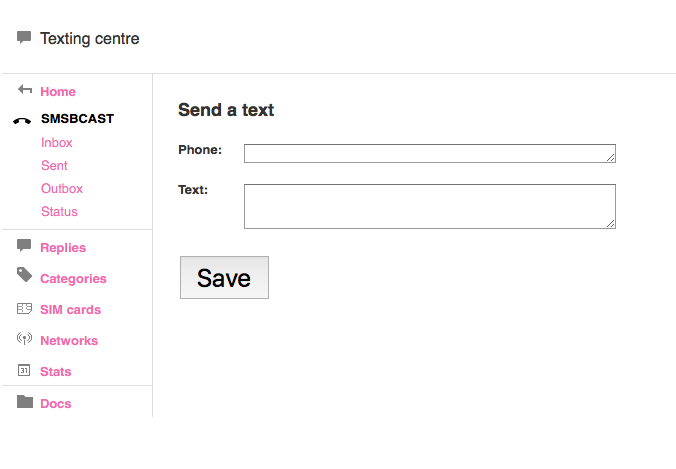 Texting centre
Home
SMSBCAST
Inbox
Sent
Outbox
Status
Replies
Categories
SIM cards
Networks
31
Stats
Docs
Send a text
Phone:
Text:
Save